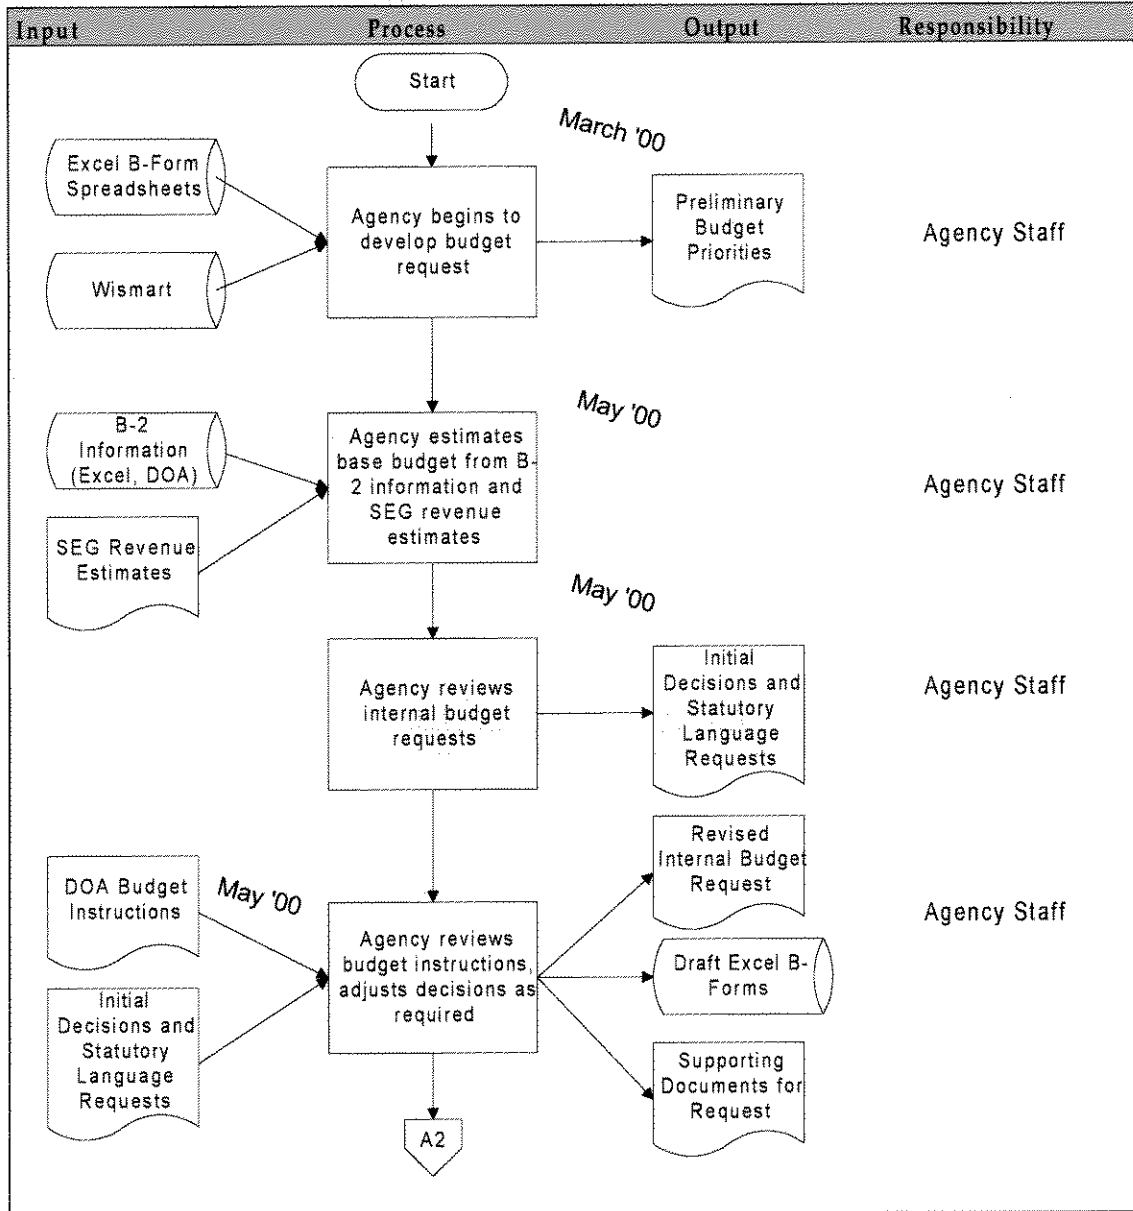 Input Process Output Responsibility
Start
March '00
Excel B-Form
Spreadsheets
Wismart
Agency begins to
develop budget
request
Preliminary
Budget
Priorities
Agency Staff
May '00
B-2
Information
(Excel, DOA)
SEG Revenue
Estimates
Agency estimates
base budget from B-
2 information and
SEG revenue
estimates
Agency Staff
May '00
Agency reviews
internal budget
requests
Initial
Decisions and
Statutory
Language
Requests
Agency Staff
DOA Budget
Instructions
May '00
Initial
Decisions and
Statutory
Language
Requests
Agency reviews
budget instructions,
adjusts decisions as
required
Revised
Internal Budget
Request
Draft Excel B-
Forms
Supporting
Documents for
Request
Agency Staff
A2